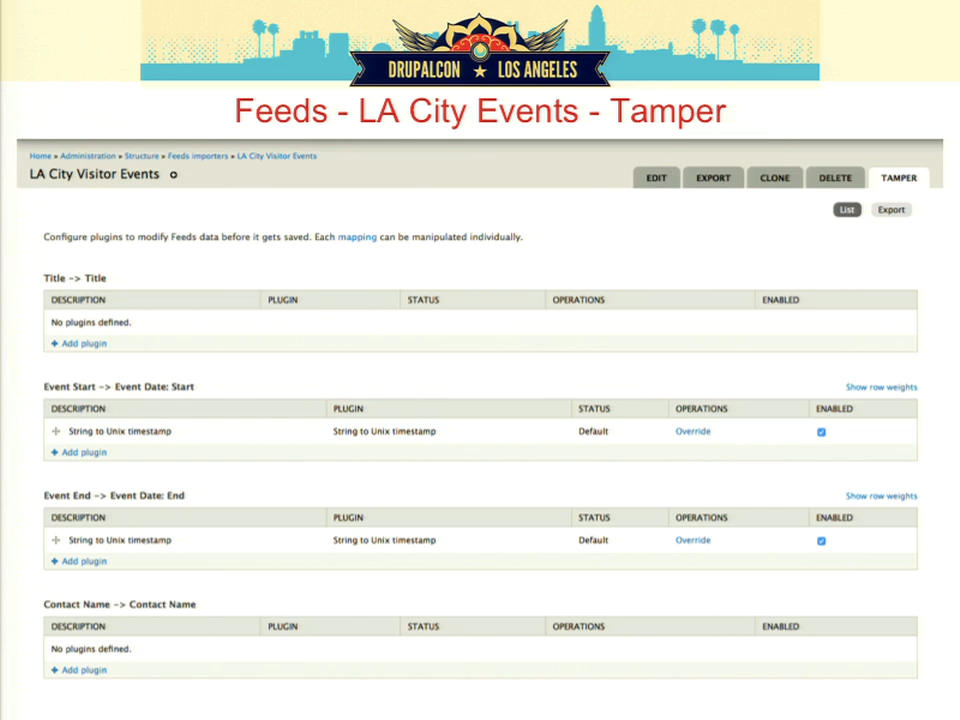 DRUPALCON ★ LOS ANGELES
Feeds - LA City Events - Tamper
Home » Administration » Structure » Feeds importers » LA City Visitor Events
LA City Visitor Events
EDIT EXPORT CLONE DELETE TAMPER
List Export
Configure plugins to modify Feeds data before it gets saved. Each mapping can be manipulated individually.
Title -> Title
DESCRIPTION PLUGIN STATUS OPERATIONS ENABLED
No plugins defined.
+ Add plugin
Event Start -> Event Date: Start Show row weights
DESCRIPTION PLUGIN STATUS OPERATIONS ENABLED
String to Unix timestamp String to Unix timestamp Default Override
+ Add plugin
Event End -> Event Date: End Show row weights
DESCRIPTION PLUGIN STATUS OPERATIONS ENABLED
String to Unix timestamp String to Unix timestamp Default Override
+ Add plugin
Contact Name -> Contact Name
DESCRIPTION PLUGIN STATUS OPERATIONS ENABLED
No plugins defined.
+ Add plugin